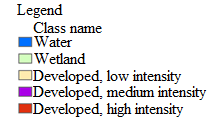 Legend
Class name
Water
Wetland
Developed, low intensity
Developed, medium intensity
Developed, high intensity